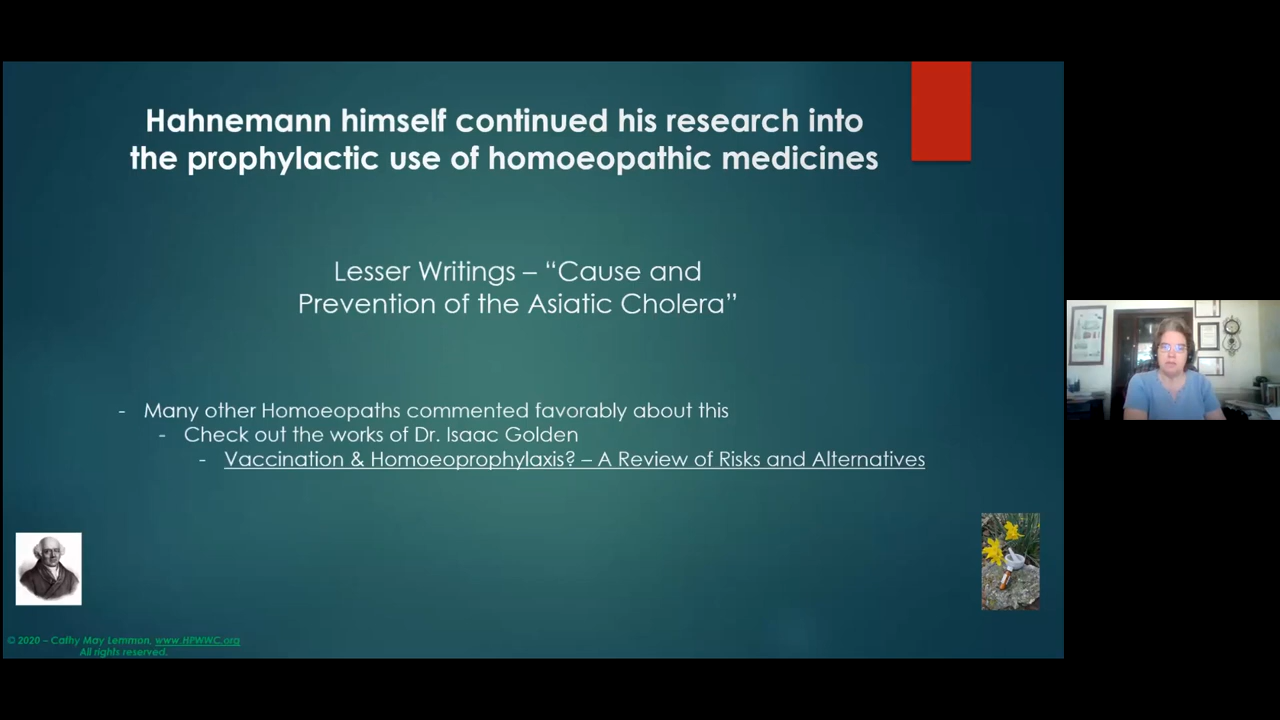 Hahnemann himself continued his research into
the prophylactic use of homoeopathic medicines
Lesser Writings – “Cause and
Prevention of the Asiatic Cholera”
- Many other Homoeopaths commented favorably about this
- Check out the works of Dr. Isaac Golden
- Vaccination & Homoeoprophylaxis? – A Review of Risks and Alternatives
© 2020 – Cathy May Lemmon, www.HPWWC.org
All rights reserved.